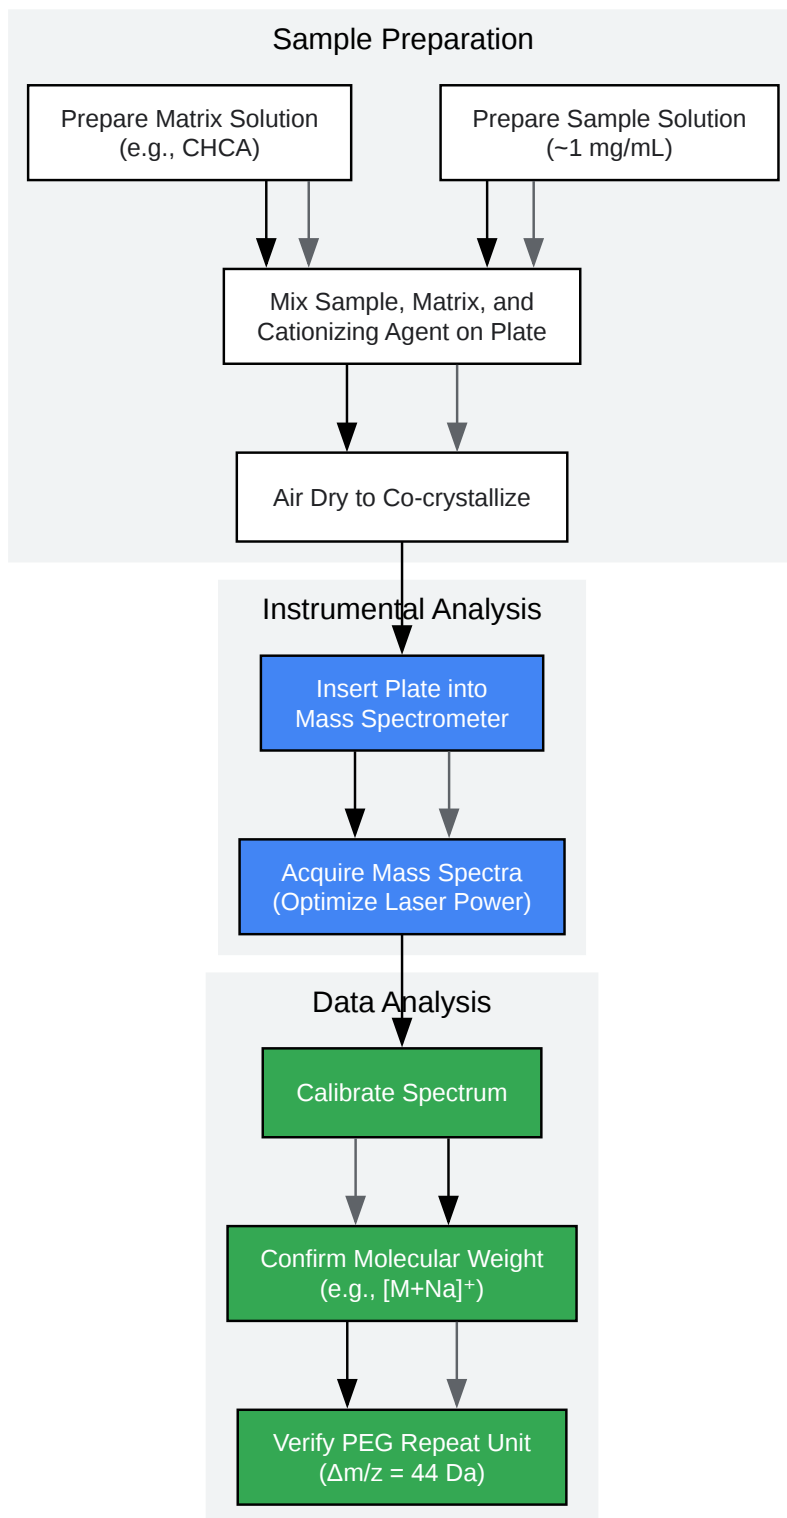 Sample Preparation
Prepare Matrix Solution
(e.g., CHCA)
Prepare Sample Solution
(~1 mg/mL)
Mix Sample, Matrix, and
Cationizing Agent on Plate
Air Dry to Co-crystallize
Instrumental Analysis
Insert Plate into
Mass Spectrometer
Acquire Mass Spectra
(Optimize Laser Power)
Data Analysis
Calibrate Spectrum
Confirm Molecular Weight
(e.g., [M+Na]⁺)
Verify PEG Repeat Unit
(Δm/z = 44 Da)